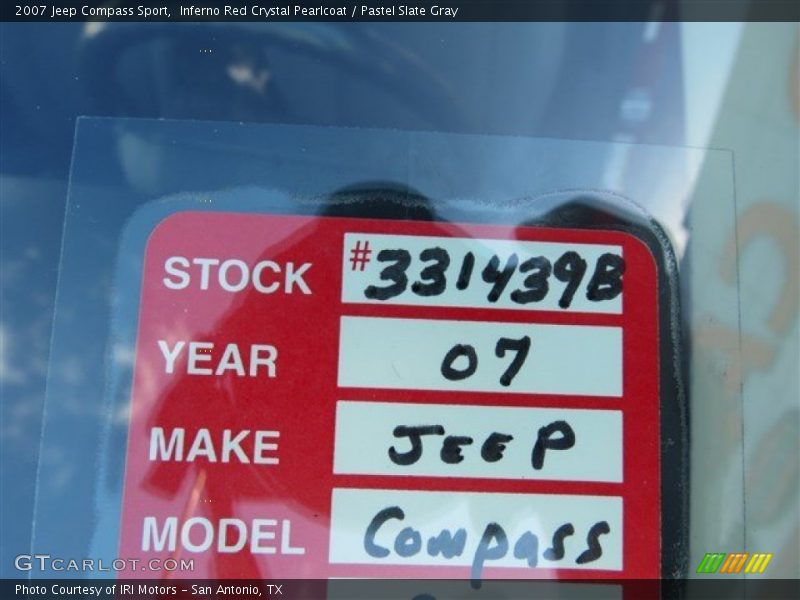 2007 Jeep Compass Sport, Inferno Red Crystal Pearlcoat / Pastel Slate Gray
STOCK #331439B
YEAR 07
MAKE JEEP
MODEL Compass
GTCARLOT.COM
Photo Courtesy of IRI Motors - San Antonio, TX